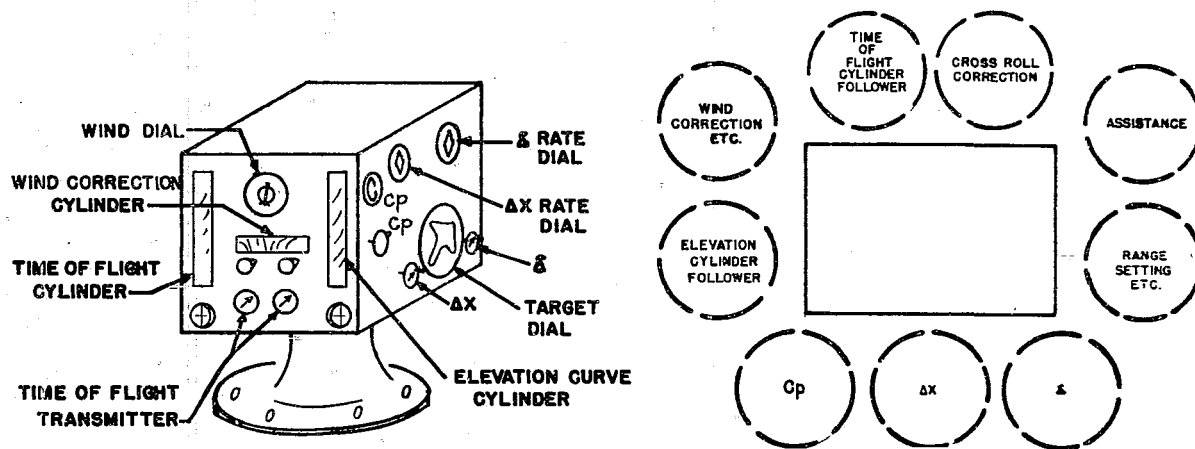 WIND DIAL
WIND CORRECTION
CYLINDER
TIME OF FLIGHT
CYLINDER
TIME OF FLIGHT
TRANSMITTER
RATE
DIAL
ΔX RATE
DIAL
Cp
Cp
ΔX
TARGET
DIAL
ELEVATION CURVE
CYLINDER
TIME
OF
FLIGHT
CYLINDER
FOLLOWER
CROSS ROLL
CORRECTION
WIND
CORRECTION
ETC.
ASSISTANCE
ELEVATION
CYLINDER
FOLLOWER
RANGE
SETTING
ETC.
Cp
ΔX